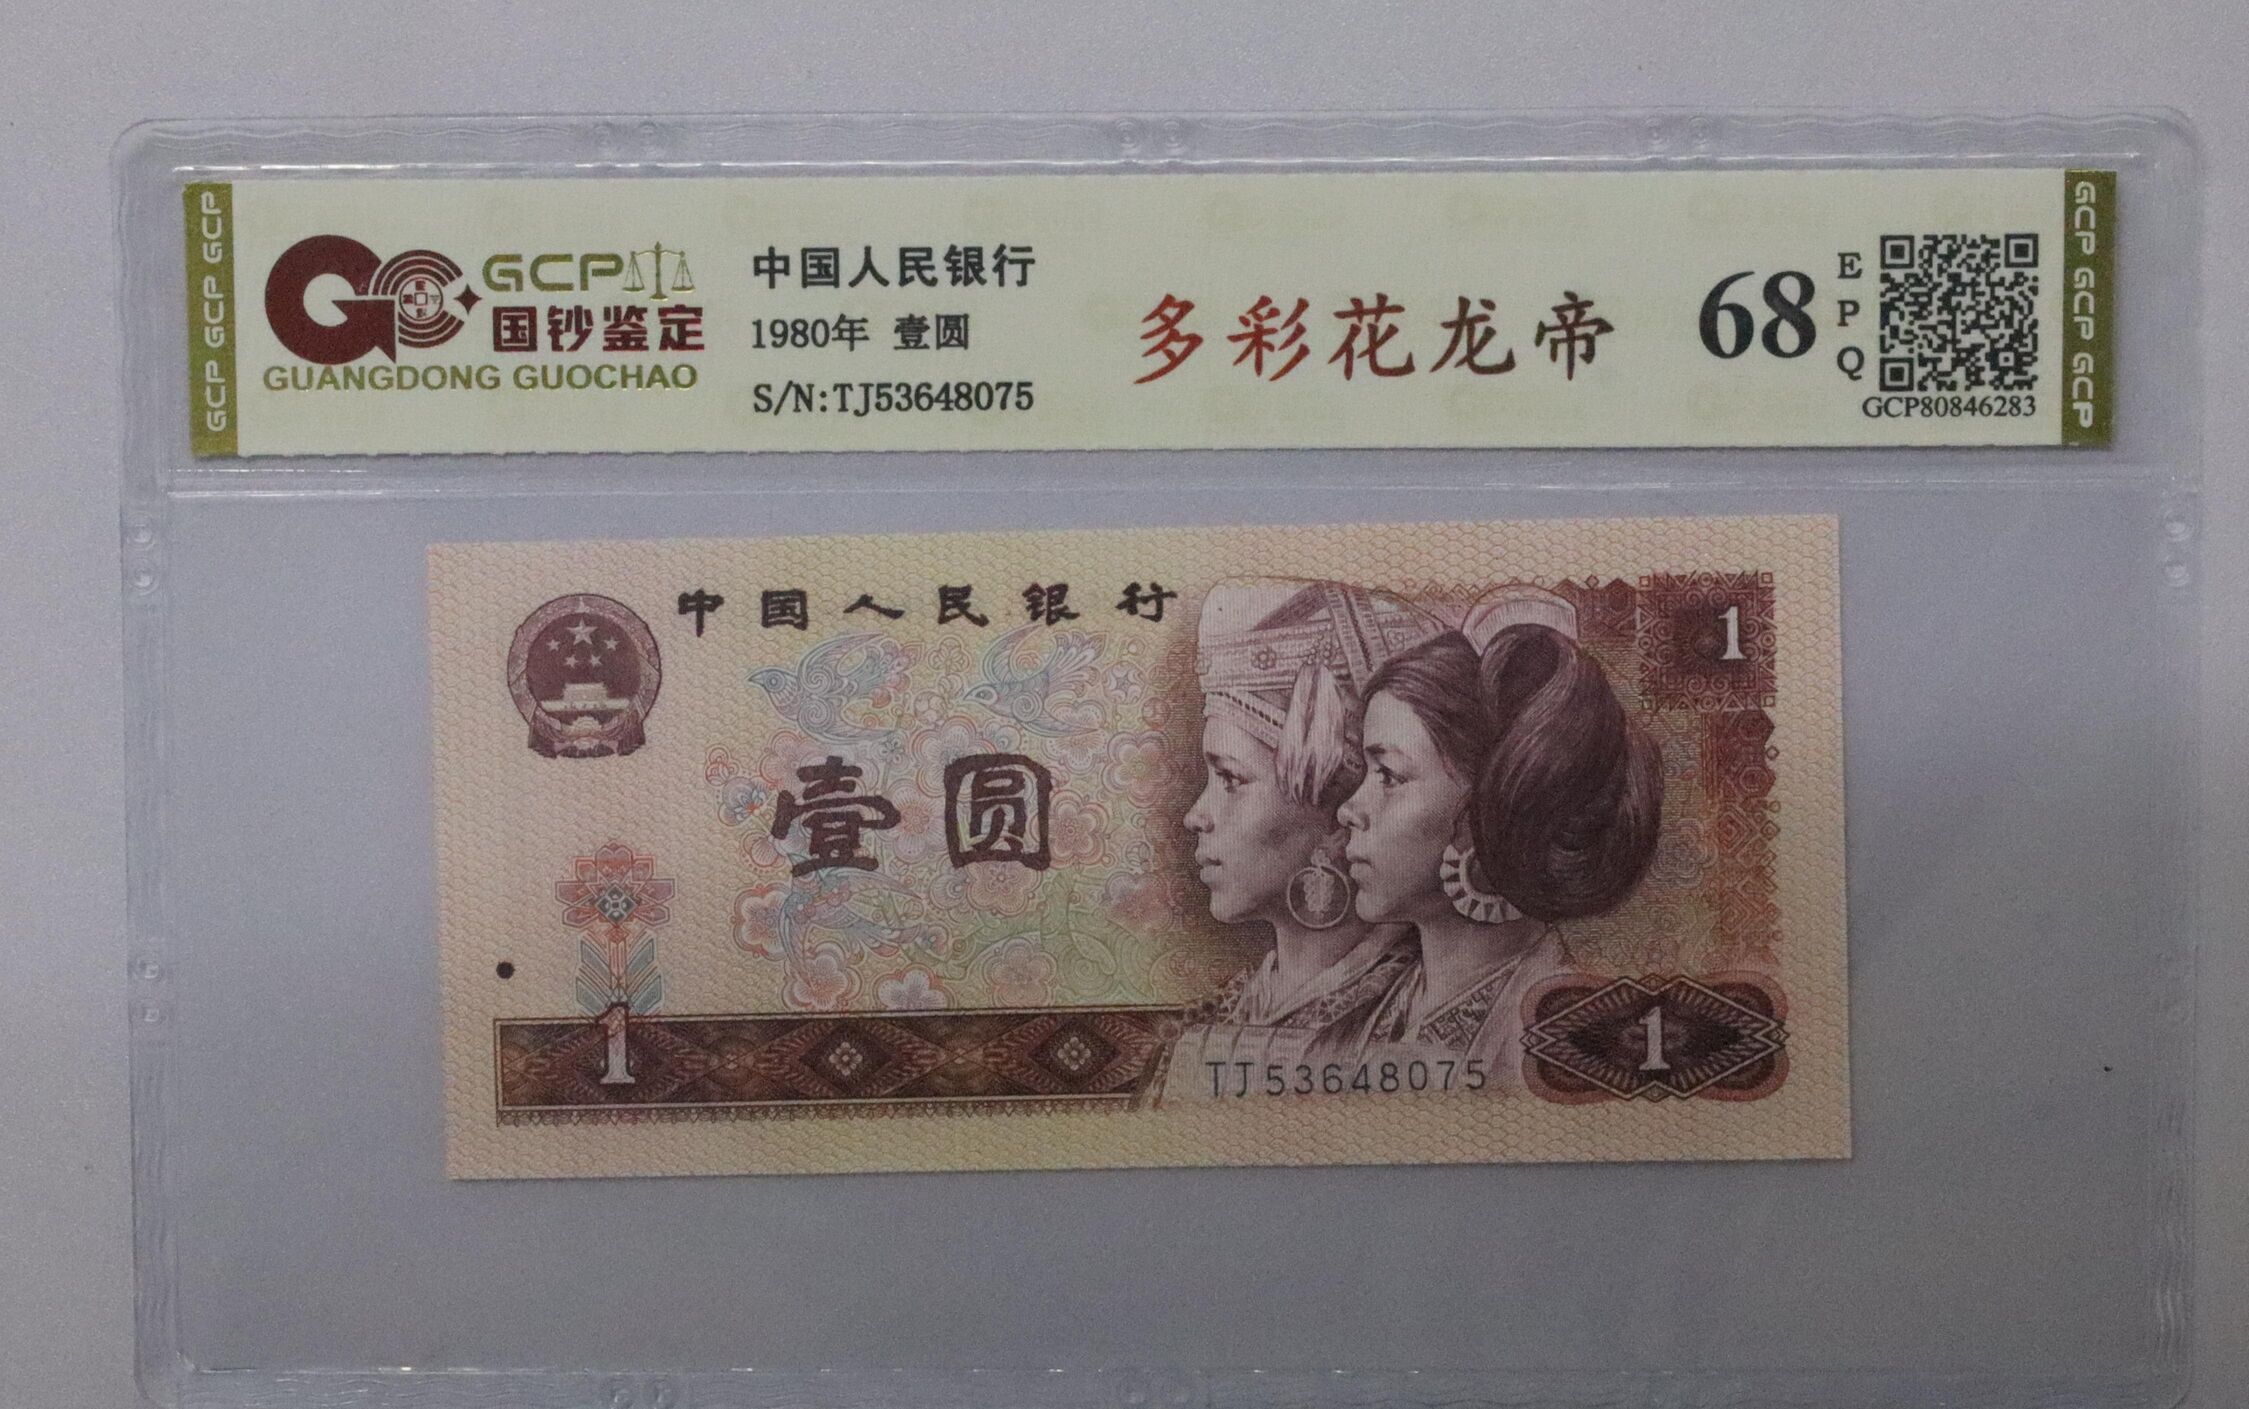 GCP GCP GCP
GCP
国钞鉴定
GUANGDONG GUOCHAO
中国人民银行
1980年 壹圆
S/N:TJ53648075
多彩花龙帝
68
EPQ
GCP80846283
GCP GCP GCP
中国人民银行
1
壹圆
1
TJ53648075
1